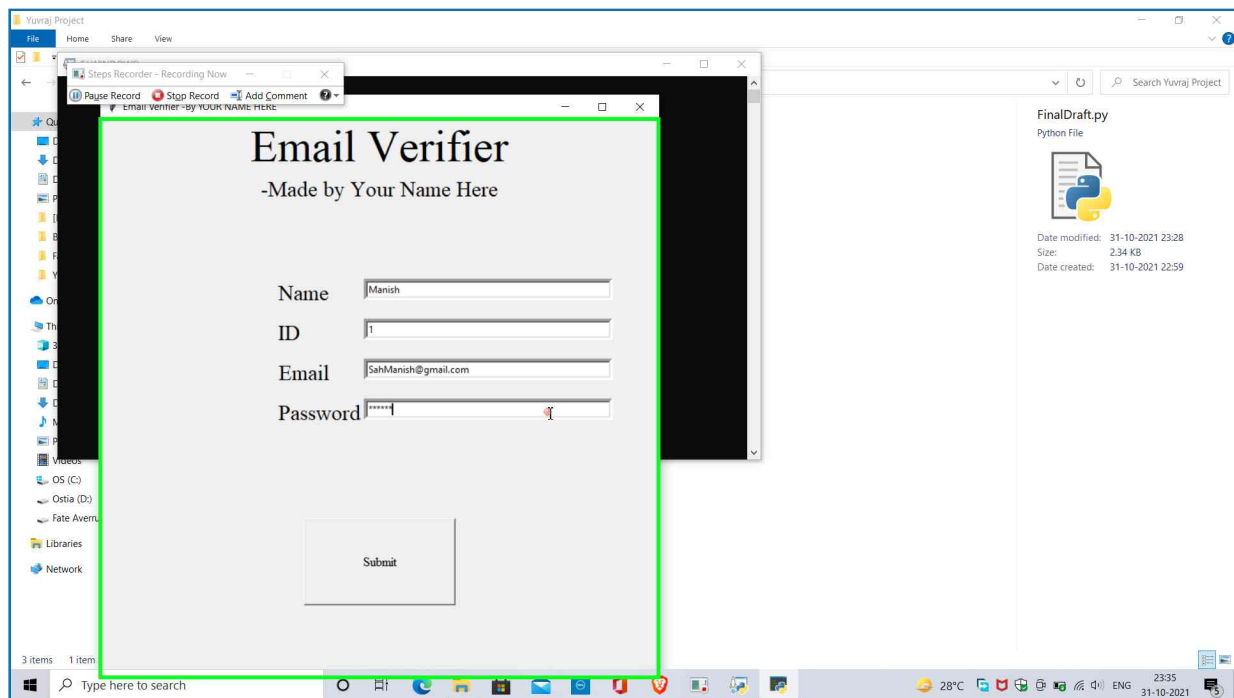 Yuvraj Project
File Home Share View
Steps Recorder - Recording Now
Pause Record Stop Record Add Comment
Search Yuvraj Project
Email Verifier -By YOUR NAME HERE
Email Verifier
-Made by Your Name Here
Name Manish
ID 1
Email SahManish@gmail.com
Password ******
Submit
FinalDraft.py
Python File
Date modified: 31-10-2021 23:28
Size: 2.34 KB
Date created: 31-10-2021 22:59
Videos
OS (C:)
Ostia (D:)
Fate Averru
Libraries
Network
3 items 1 item
Type here to search
28°C ENG 23:35
31-10-2021
5